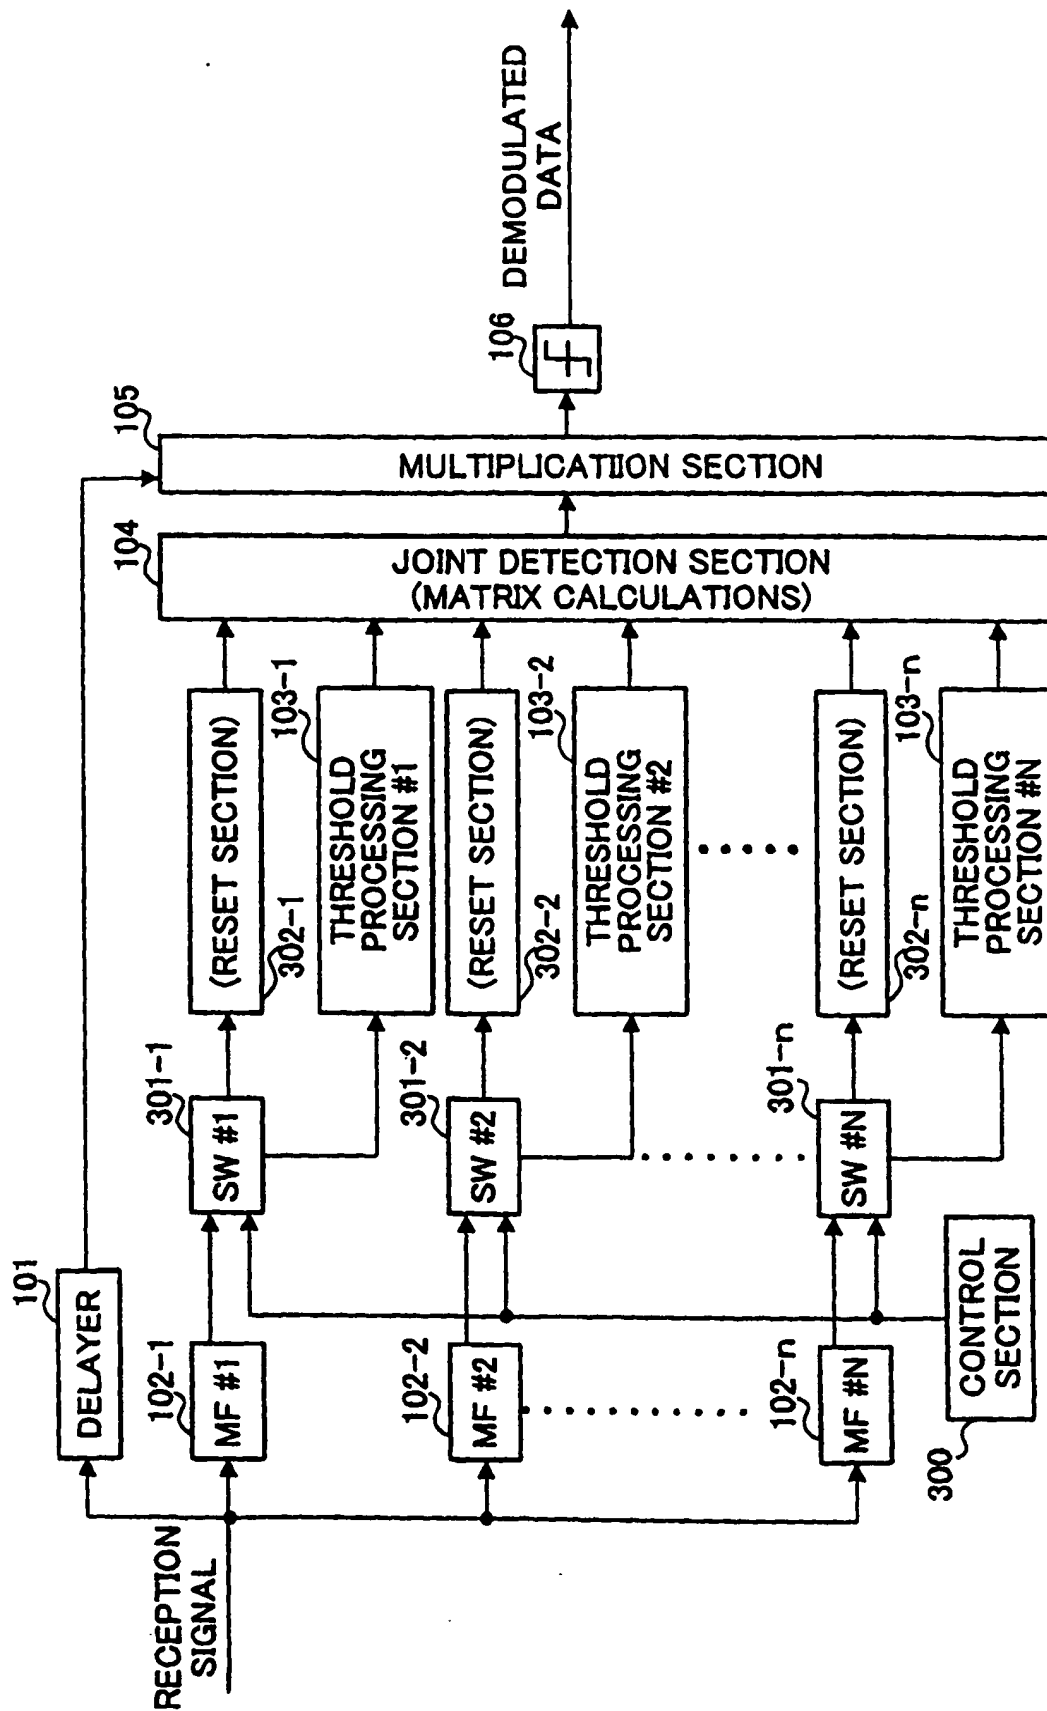 RECEPTION
SIGNAL
101
DELAYER
102-1
MF #1
301-1
SW #1
302-1
(RESET SECTION)
103-1
THRESHOLD
PROCESSING
SECTION #1
102-2
MF #2
301-2
SW #2
302-2
(RESET SECTION)
103-2
THRESHOLD
PROCESSING
SECTION #2
102-n
MF #N
301-n
SW #N
302-n
(RESET SECTION)
103-n
THRESHOLD
PROCESSING
SECTION #N
300
CONTROL
SECTION
104
JOINT DETECTION SECTION
(MATRIX CALCULATIONS)
105
MULTIPLICATIION SECTION
106
DEMODULATED
DATA